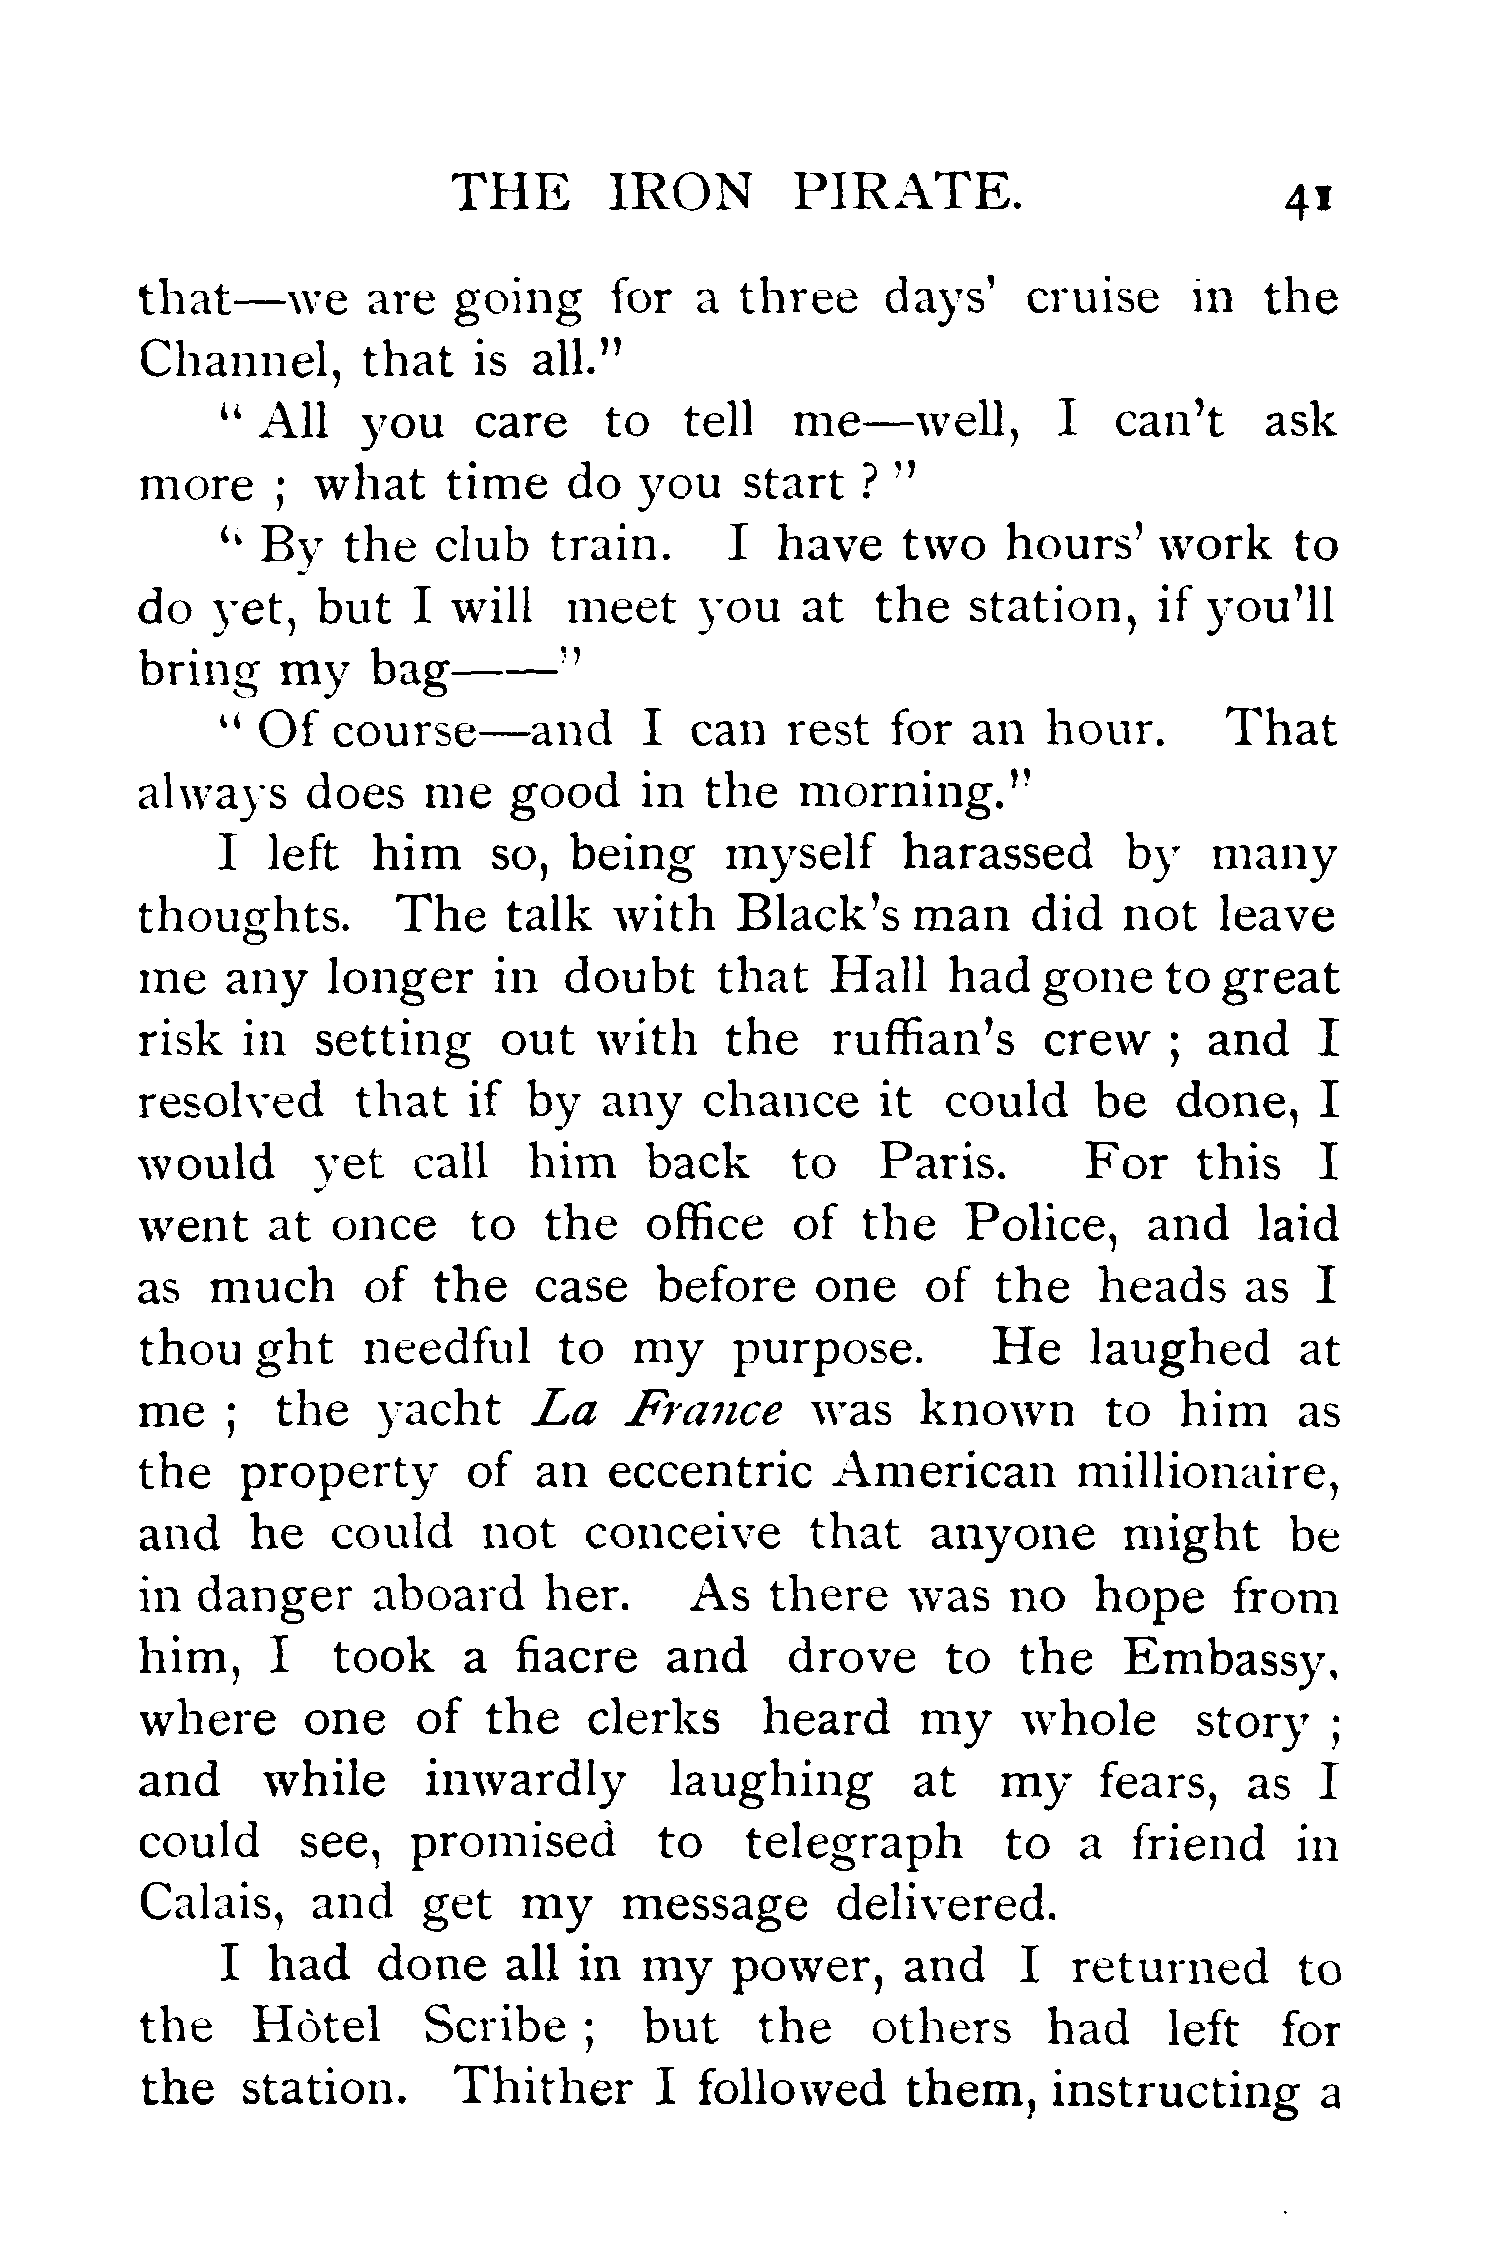 THE IRON PIRATE. 41
that—we are going for a three days' cruise in the
Channel, that is all."
" All you care to tell me—well, I can't ask
more ; what time do you start ? "
" By the club train. I have two hours' work to
do yet, but I will meet you at the station, if you'll
bring my bag——"
" Of course—and I can rest for an hour. That
always does me good in the morning."
I left him so, being myself harassed by many
thoughts. The talk with Black's man did not leave
me any longer in doubt that Hall had gone to great
risk in setting out with the ruffian's crew ; and I
resolved that if by any chance it could be done, I
would yet call him back to Paris. For this I
went at once to the office of the Police, and laid
as much of the case before one of the heads as I
thou ght needful to my purpose. He laughed at
me ; the yacht La France was known to him as
the property of an eccentric American millionaire,
and he could not conceive that anyone might be
in danger aboard her. As there was no hope from
him, I took a fiacre and drove to the Embassy,
where one of the clerks heard my whole story ;
and while inwardly laughing at my fears, as I
could see, promised to telegraph to a friend in
Calais, and get my message delivered.
I had done all in my power, and I returned to
the Hòtel Scribe ; but the others had left for
the station. Thither I followed them, instructing a